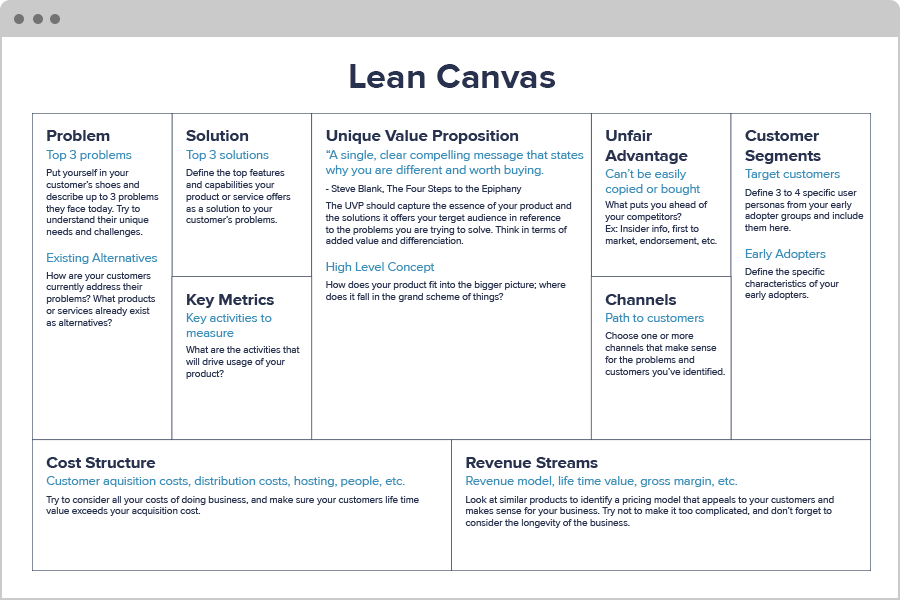 Lean Canvas
Problem
Top 3 problems
Put yourself in your
customer's shoes and
describe up to 3 problems
they face today. Try to
understand their unique
needs and challenges.
Existing Alternatives
How are your customers
currently address their
problems? What products
or services already exist
as alternatives?
Solution
Top 3 solutions
Define the top features
and capabilities your
product or service offers
as a solution to your
customer's problems.
Key Metrics
Key activities to
measure
What are the activities that
will drive usage of your
product?
Unique Value Proposition
“A single, clear compelling message that states
why you are different and worth buying.
- Steve Blank, The Four Steps to the Epiphany
The UVP should capture the essence of your product and
the solutions it offers your terget audience in reference
to the problems you are trying to solve. Think in terms of
added value and differenciation.
High Level Concept
How does your product fit into the bigger picture; where
does it fall in the grand scheme of things?
Unfair
Advantage
Can't be easily
copied or bought
What puts you ahead of
your competitors?
Ex: Insider info, first to
market, endorsement, etc.
Channels
Path to customers
Choose one or more
channels that make sense
for the problems and
customers you've identified.
Customer
Segments
Target customers
Define 3 to 4 specific user
personas from your early
adopter groups and include
them here.
Early Adopters
Define the specific
characteristics of your
early adopters.
Cost Structure
Customer aquisition costs, distribution costs, hosting, people, etc.
Try to consider all your costs of doing business, and make sure your customers life time
value exceeds your acquisition cost.
Revenue Streams
Revenue model, life time value, gross margin, etc.
Look at similar products to identify a pricing model that appeals to your customers and
makes sense for your business. Try not to make it too complicated, and don't forget to
consider the longevity of the business.